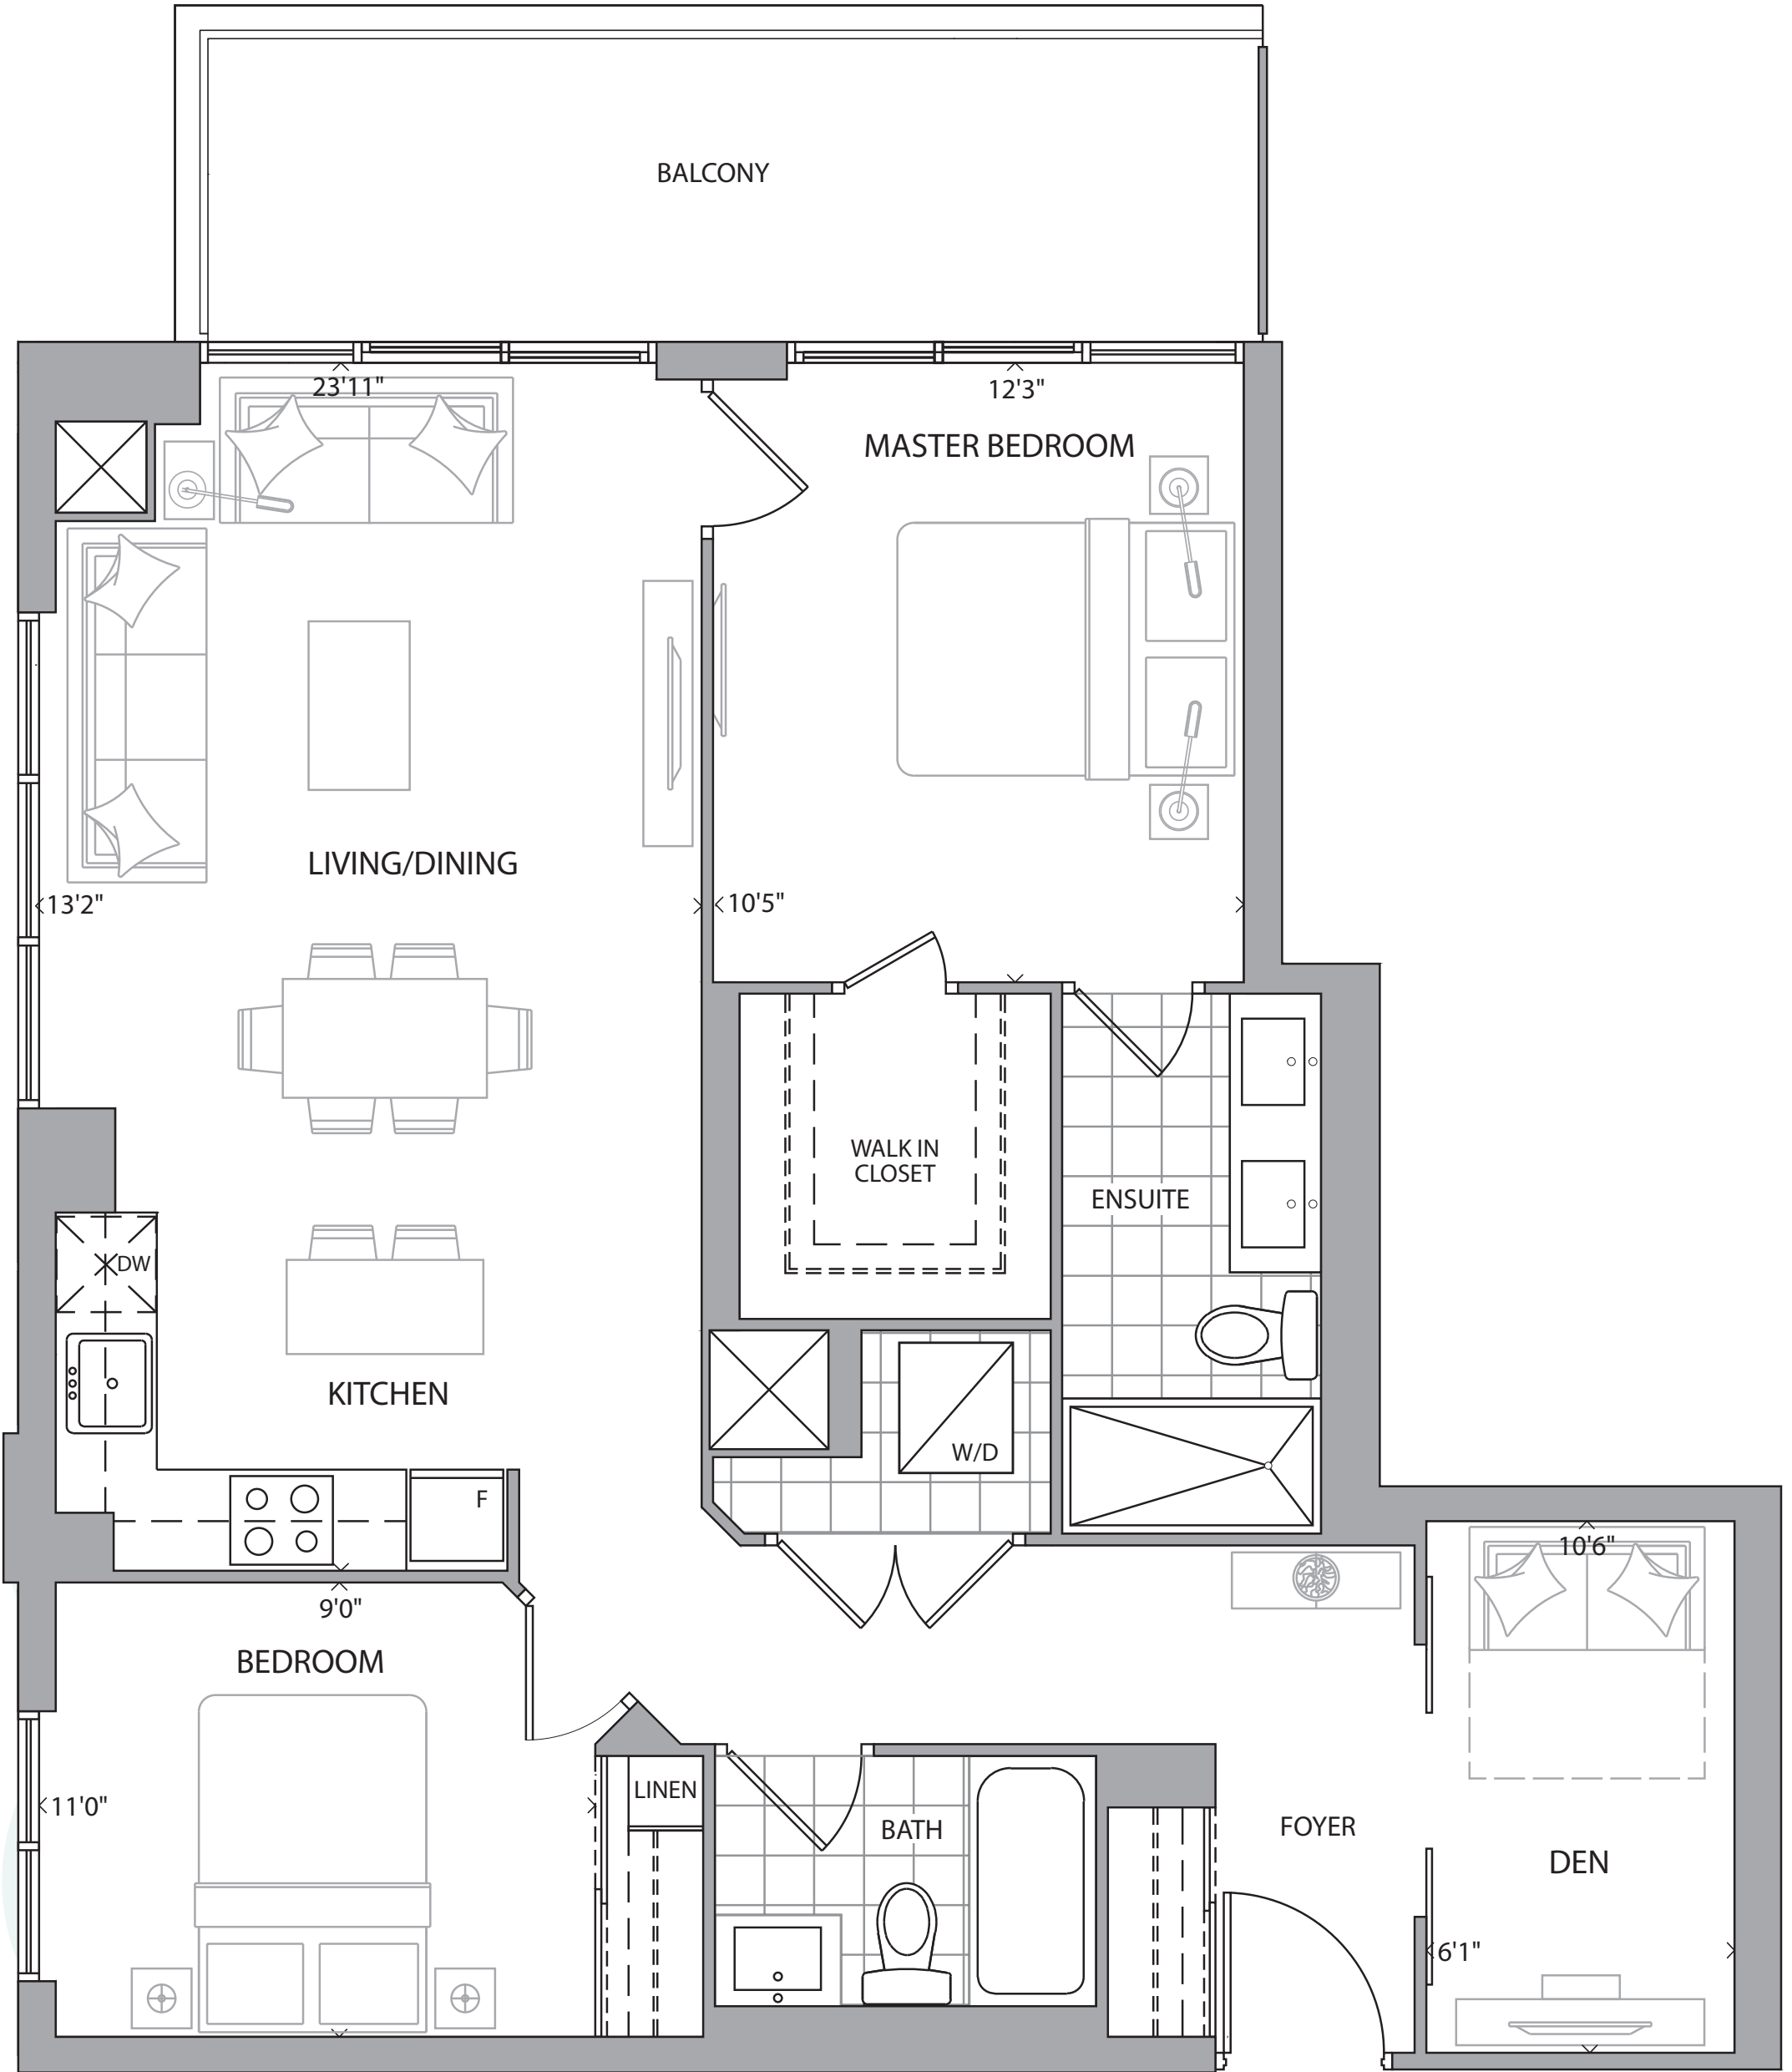 BALCONY
23'11"
12'3"
MASTER BEDROOM
LIVING/DINING
13'2"
10'5"
WALK IN
CLOSET
ENSUITE
DW
KITCHEN
W/D
F
10'6"
9'0"
BEDROOM
LINEN
11'0"
BATH
FOYER
DEN
6'1"